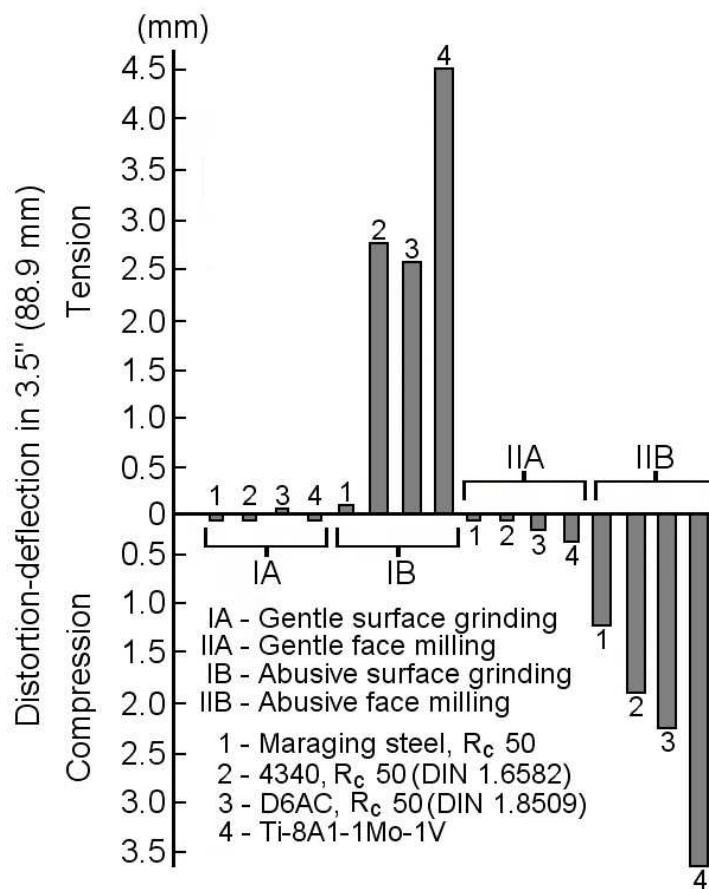 (mm)
Distortion-deflection in 3.5" (88.9 mm)
Tension
Compression
4.5
4.0
3.5
3.0
2.5
2.0
1.5
1.0
0.5
0
0.5
1.0
1.5
2.0
2.5
3.0
3.5
1 2 3 4
IA
1 2 3 4
IB
IIA
1 2 3 4
IIB
1 2 3 4
IA - Gentle surface grinding
IIA - Gentle face milling
IB - Abusive surface grinding
IIB - Abusive face milling
1 - Maraging steel, Rc 50
2 - 4340, Rc 50 (DIN 1.6582)
3 - D6AC, Rc 50 (DIN 1.8509)
4 - Ti-8A1-1Mo-1V